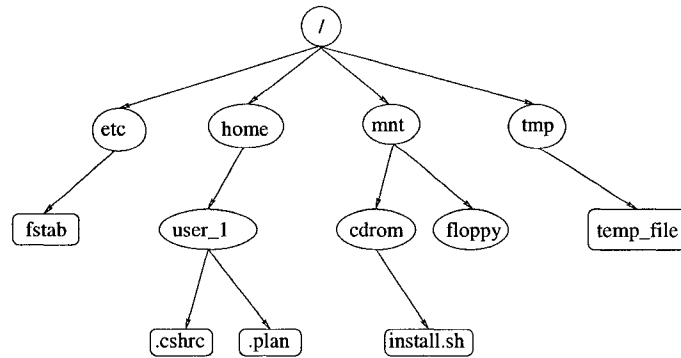 /
etc home mnt tmp
fstab user_1 cdrom floppy temp_file
.cshrc .plan install.sh